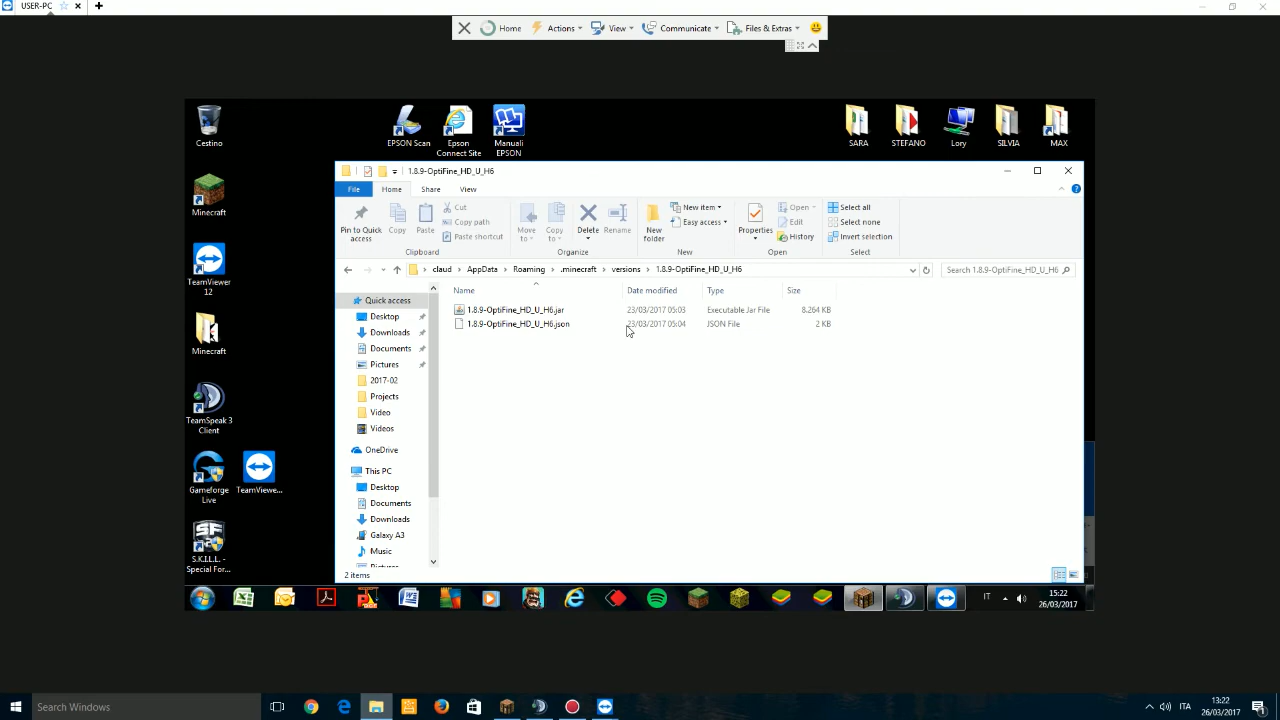 USER-PC
Home
Actions
View
Communicate
Files & Extras
Cestino
EPSON Scan
Epson
Connect Site
Manuali
EPSON
SARA
STEFANO
Lory
SILVIA
MAX
Minecraft
TeamViewer
12
Minecraft
TeamSpeak 3
Client
Gameforge
Live
TeamViewe...
S.K.I.L.L. -
Special For...
1.8.9-OptiFine_HD_U_H6
File
Home
Share
View
Pin to Quick
access
Copy
Paste
Cut
Copy path
Paste shortcut
Clipboard
Move
to
Copy
to
Delete
Rename
Organize
New
folder
New item
Easy access
New
Properties
Open
Edit
History
Open
Select all
Select none
Invert selection
Select
claud
AppData
Roaming
.minecraft
versions
1.8.9-OptiFine_HD_U_H6
Search 1.8.9-OptiFine_HD_U_H6
Name
Date modified
Type
Size
1.8.9-OptiFine_HD_U_H6.jar
23/03/2017 05:03
Executable Jar File
8.264 KB
1.8.9-OptiFine_HD_U_H6.json
23/03/2017 05:04
JSON File
2 KB
Quick access
Desktop
Downloads
Documents
Pictures
2017-02
Projects
Video
Videos
OneDrive
This PC
Desktop
Documents
Downloads
Galaxy A3
Music
Pictures
2 items
IT
15:22
26/03/2017
Search Windows
ITA
13:22
26/03/2017
1